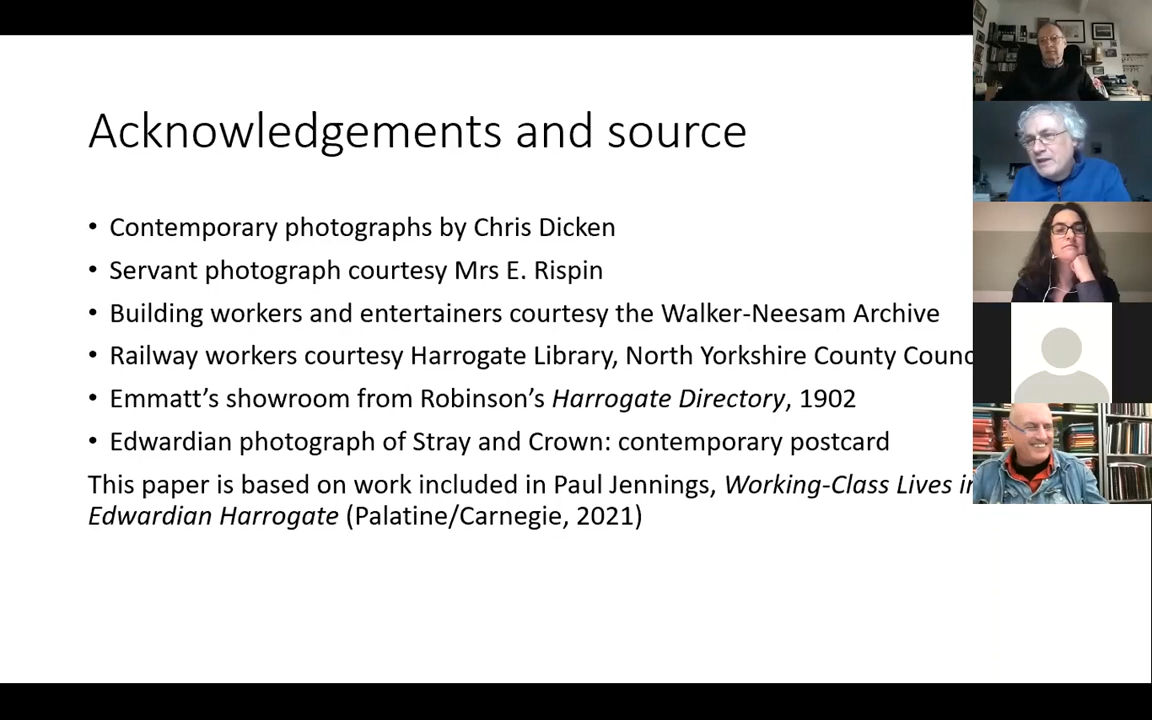 Acknowledgements and source
• Contemporary photographs by Chris Dicken
• Servant photograph courtesy Mrs E. Rispin
• Building workers and entertainers courtesy the Walker-Neesam Archive
• Railway workers courtesy Harrogate Library, North Yorkshire County
• Emmatt’s showroom from Robinson’s Harrogate Directory, 1902
• Edwardian photograph of Stray and Crown: contemporary postcard
This paper is based on work included in Paul Jennings, Working-Class Lives in
Edwardian Harrogate (Palatine/Carnegie, 2021)